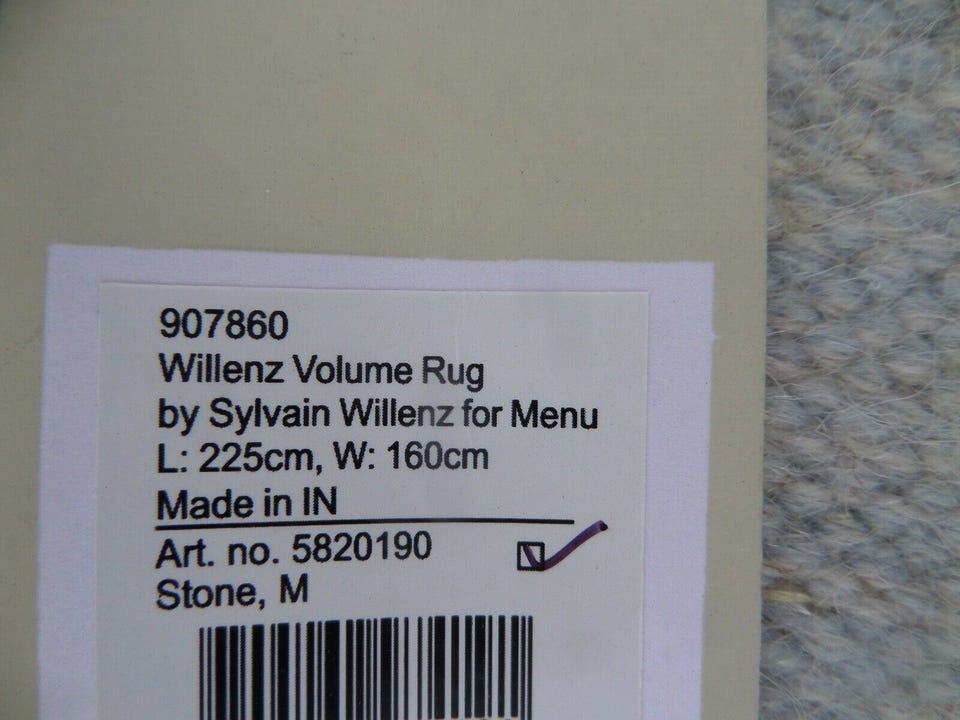 907860
Willenz Volume Rug
by Sylvain Willenz for Menu
L: 225cm, W: 160cm
Made in IN
Art. no. 5820190
Stone, M